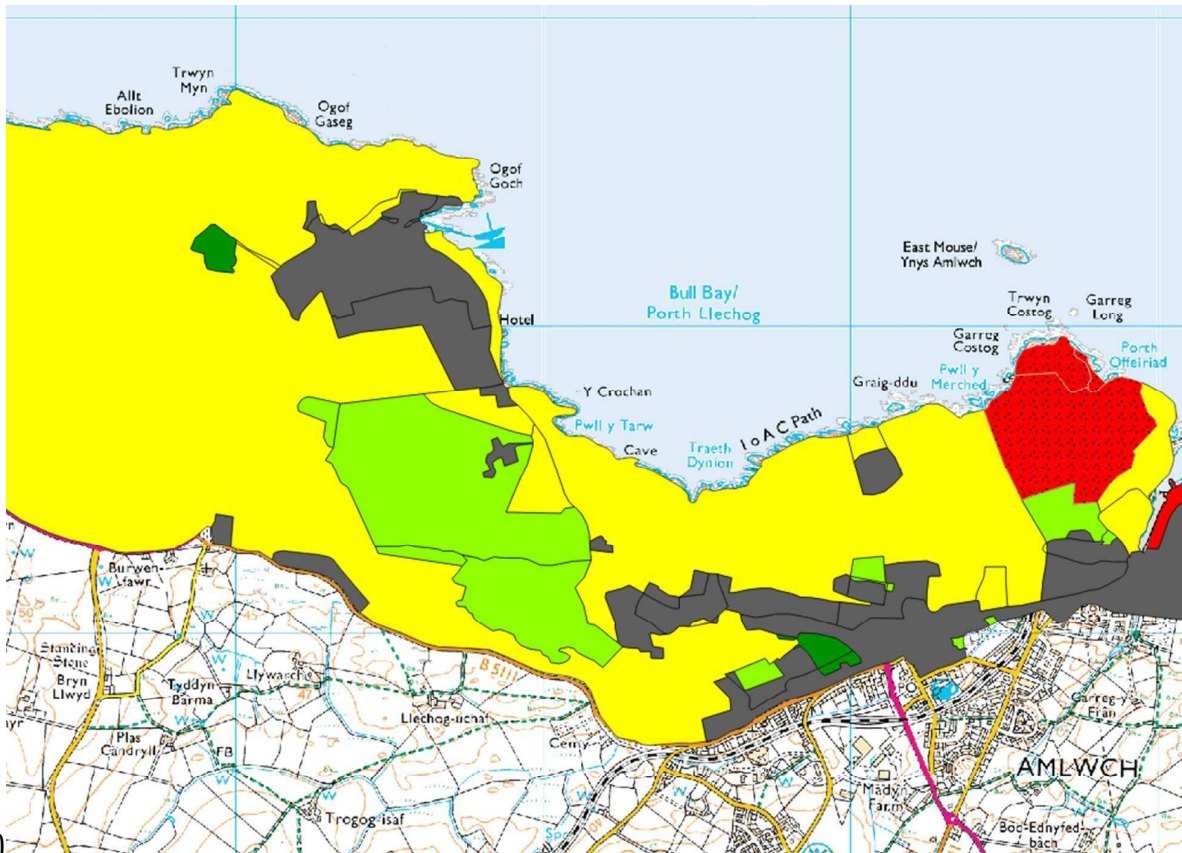 Trwyn
Myn
Allt
Ebolion
Ogof
Gaseg
Ogof
Goch
East Mouse/
Ynys Amlwch
Bull Bay/
Porth Llechog
Hotel
Trwyn
Costog
Garreg
Long
Garreg
Costog
Porth
Offeiriad
Pwll y
Merched
Graig-ddu
Y Crochan
Pwll y Tarw
Cave
Traeth
Dynion
I o A C Path
W
Burwen-
fawr
W
W
W
Standing
Stone
Bryn
Llwyd
Tyddyn
Barma
Llywarch
41
B 5111
Llechog-uchaf
Plas
Candryll
FB
W
Cemy
Trogog-isaf
Spr
W
Madyn
Farm
Garreg-y
Fran
AMLWCH
Bod-Ednyfed-
bach